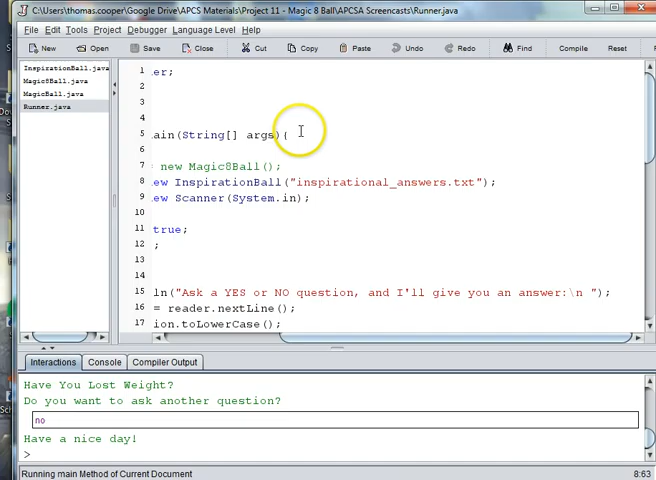 C:\Users\thomas.cooper\Google Drive\APCS Materials\Project 11 - Magic 8 Ball\APCSA Screencasts\Runner.java
File Edit Tools Project Debugger Language Level Help
New Open Save Close Cut Copy Paste Undo Redo Find Compile Reset
InspirationBall.java
Magic8Ball.java
MagicBall.java
Runner.java
1 er;
2
3
4
5 ain(String[] args){
6
7 = new Magic8Ball();
8 ew InspirationBall("inspirational_answers.txt");
9 ew Scanner(System.in);
10
11 true;
12 ;
13
14
15 ln("Ask a YES or NO question, and I'll give you an answer:\n ");
16 = reader.nextLine();
17 ion.toLowerCase();
Interactions Console Compiler Output
Have You Lost Weight?
Do you want to ask another question?
no
Have a nice day!
>
Running main Method of Current Document 8:63